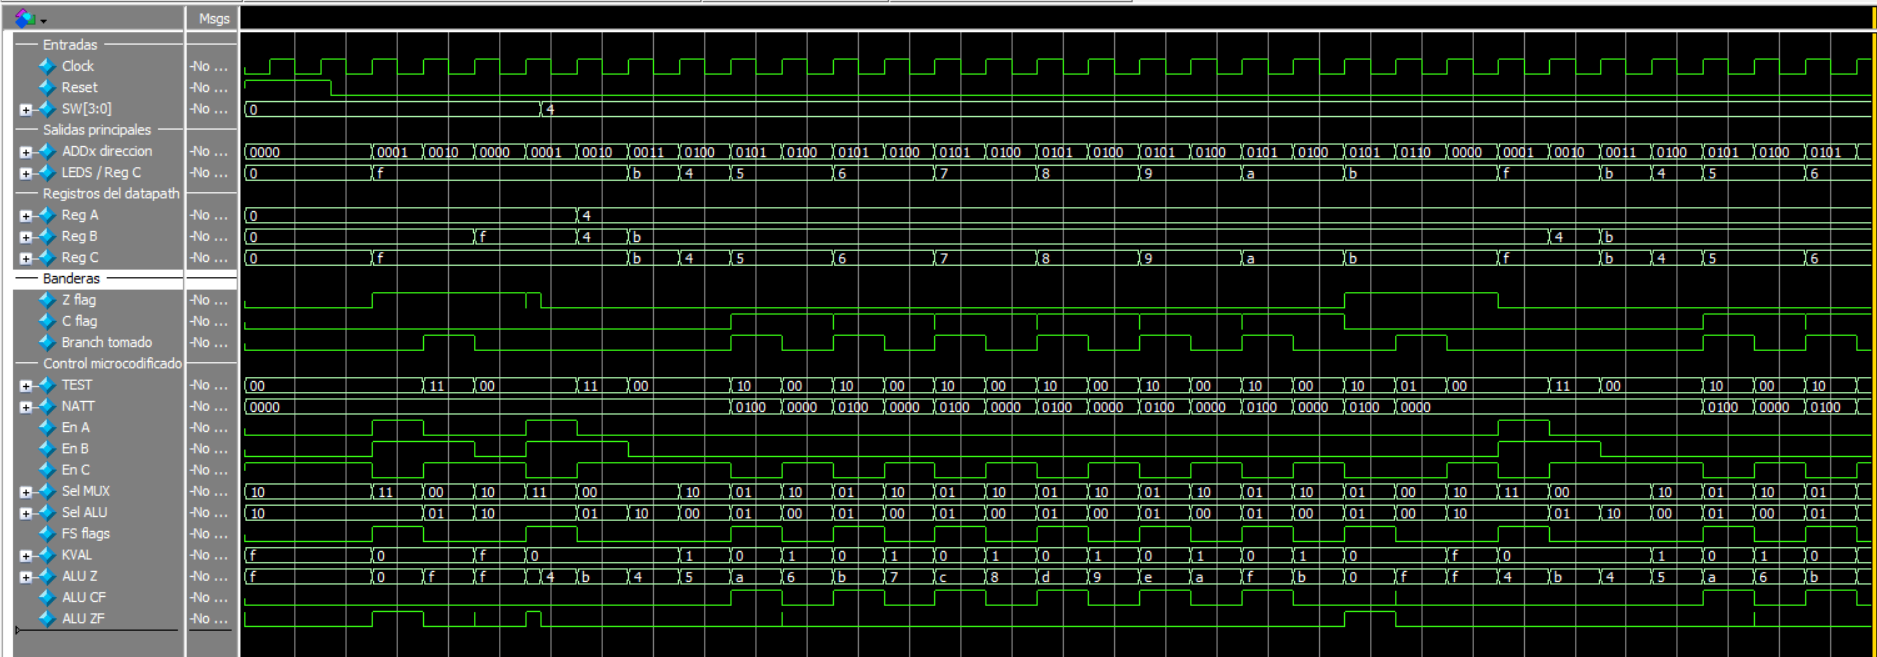 Msgs
Entradas
Clock -No ...
Reset -No ...
SW[3:0] -No ... 0 4
Salidas principales
ADDx direccion -No ... 0000 0001 0010 0000 0001 0010 0011 0100 0101 0100 0101 0100 0101 0100 0101 0100 0101 0100 0101 0100 0101 0110 0000 0001 0010 0011 0100 0101 0100 0101
LEDS / Reg C -No ... 0 f b 4 5 6 7 8 9 a b f b 4 5 6
Registros del datapath
Reg A -No ... 0 4
Reg B -No ... 0 f 4 b 4 b
Reg C -No ... 0 f b 4 5 6 7 8 9 a b f b 4 5 6
Banderas
Z flag -No ...
C flag -No ...
Branch tomado -No ...
Control microcodificado
TEST -No ... 00 11 00 11 00 10 00 10 00 10 00 10 00 10 00 10 00 10 01 00 11 00 10 00 10
NATT -No ... 0000 0100 0000 0100 0000 0100 0000 0100 0000 0100 0000 0100 0000 0100 0000 0100 0000 0100
En A -No ...
En B -No ...
En C -No ...
Sel MUX -No ... 10 11 00 10 11 00 10 01 10 01 10 01 10 01 10 01 10 01 10 01 00 10 11 00 10 01 10 01
Sel ALU -No ... 10 01 10 01 10 00 01 00 01 00 01 00 01 00 01 00 01 00 01 00 10 01 10 00 01 00 01
FS flags -No ...
KVAL -No ... f 0 f 0 1 0 1 0 1 0 1 0 1 0 1 0 f 0 1 0 1 0
ALU Z -No ... f 0 f f 4 b 4 5 a 6 b 7 c 8 d 9 e a f b 0 f f 4 b 4 5 a 6 b
ALU CF -No ...
ALU ZF -No ...